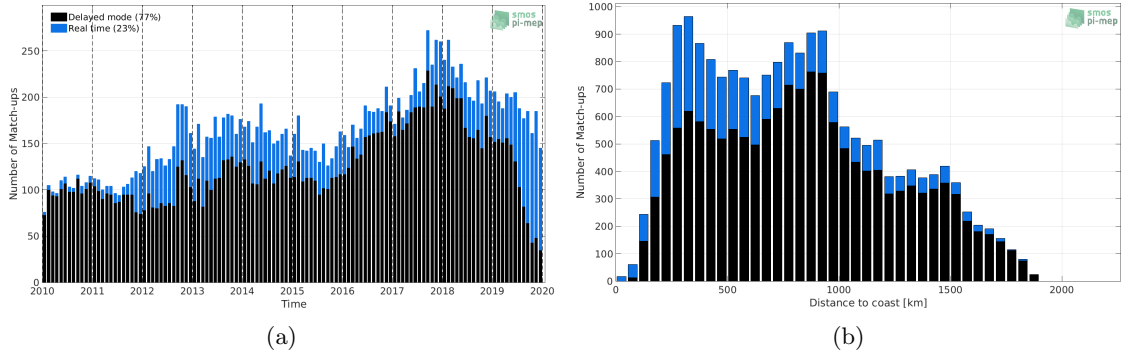 Delayed mode (77%)
Real time (23%)
smos
pi-mep
Number of Match-ups
250
200
150
100
50
0
2010 2011 2012 2013 2014 2015 2016 2017 2018 2019 2020
Time
(a)
smos
pi-mep
Number of Match-ups
1000
900
800
700
600
500
400
300
200
100
0
0 500 1000 1500 2000
Distance to coast [km]
(b)